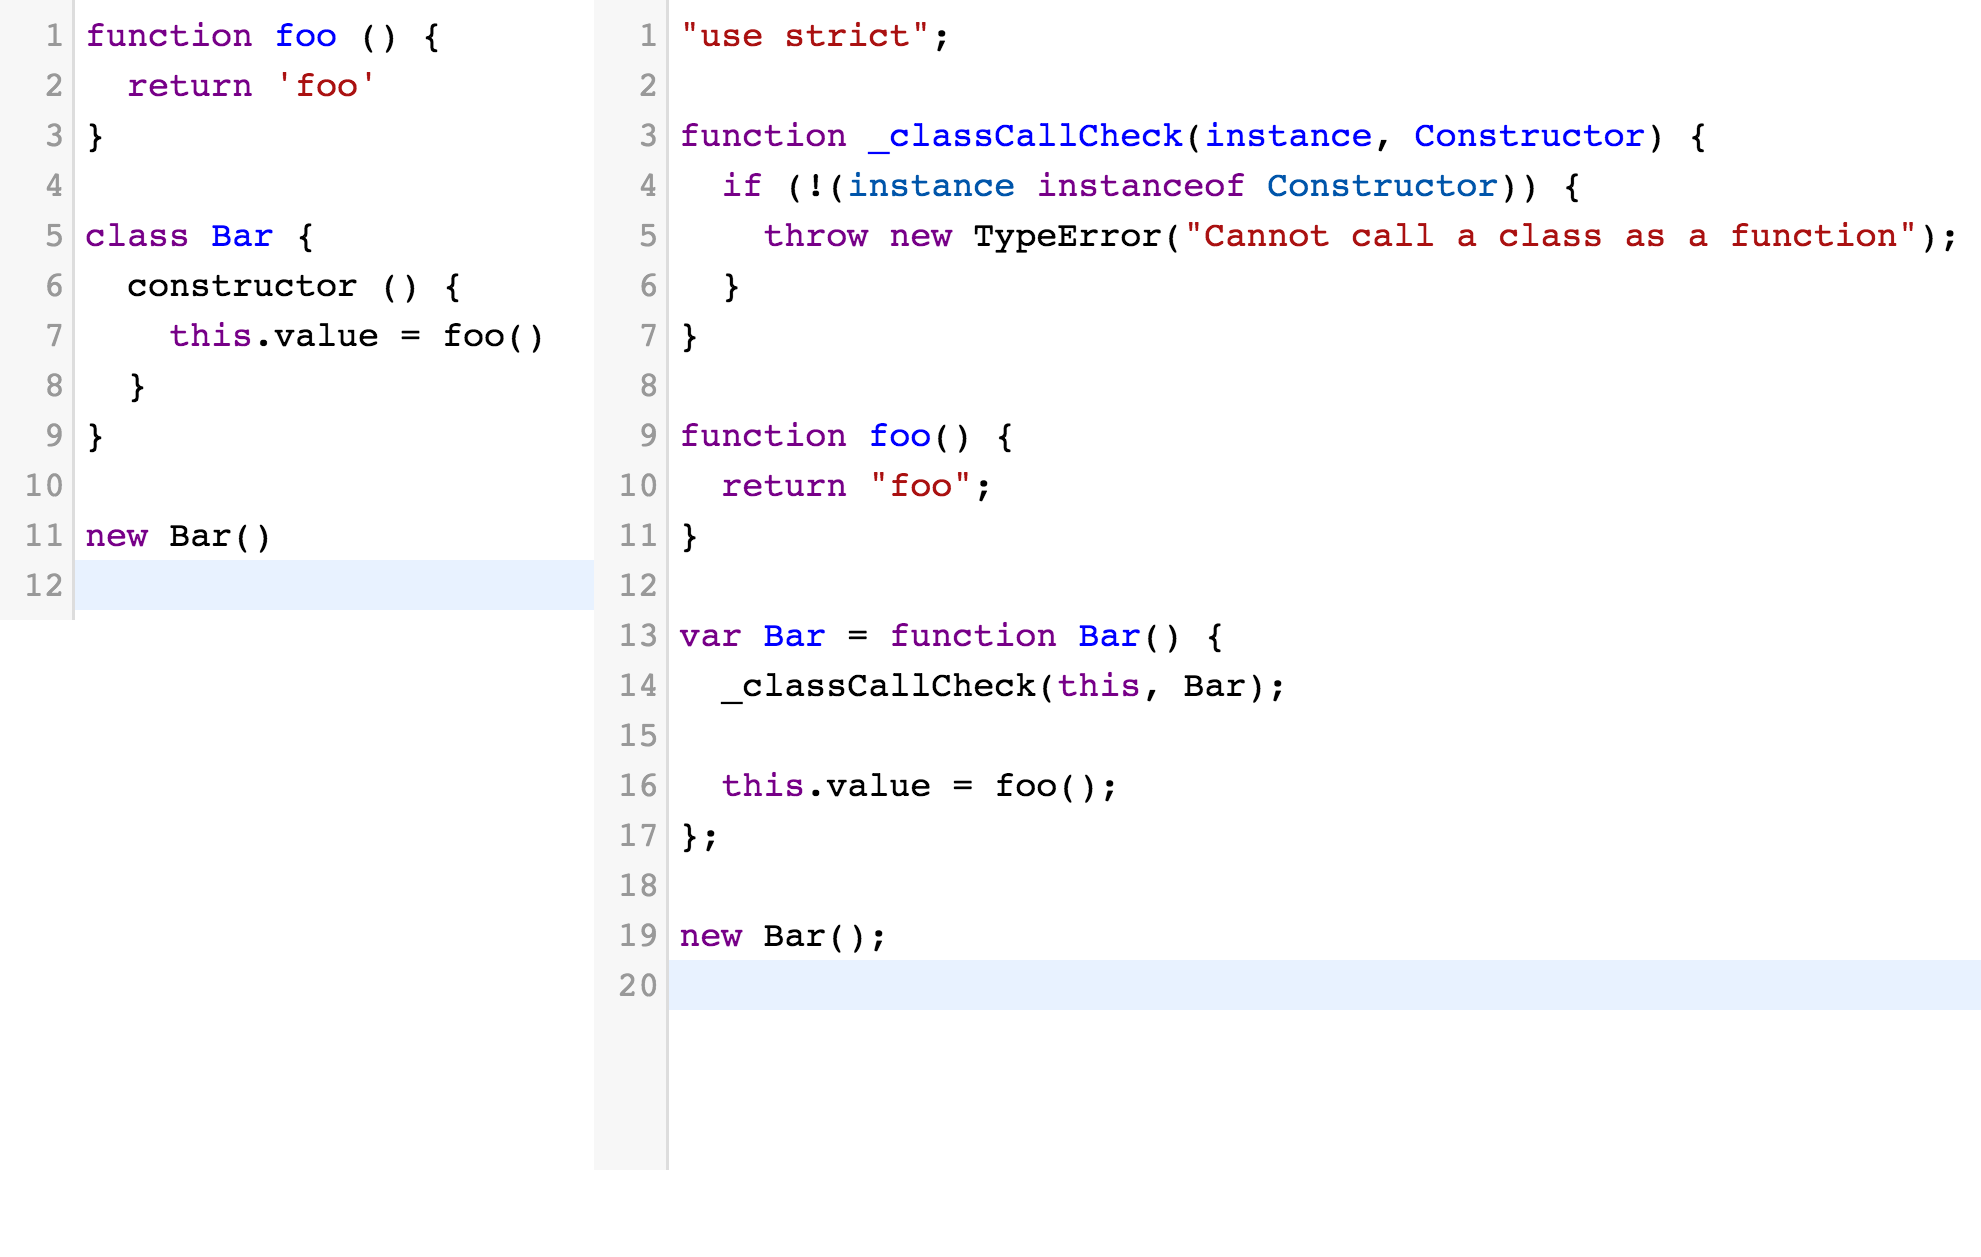 1 function foo () {
2   return 'foo'
3 }
4
5 class Bar {
6   constructor () {
7     this.value = foo()
8   }
9 }
10
11 new Bar()
12
1 "use strict";
2
3 function _classCallCheck(instance, Constructor) {
4   if (!(instance instanceof Constructor)) {
5     throw new TypeError("Cannot call a class as a function");
6   }
7 }
8
9 function foo() {
10   return "foo";
11 }
12
13 var Bar = function Bar() {
14   _classCallCheck(this, Bar);
15
16   this.value = foo();
17 };
18
19 new Bar();
20